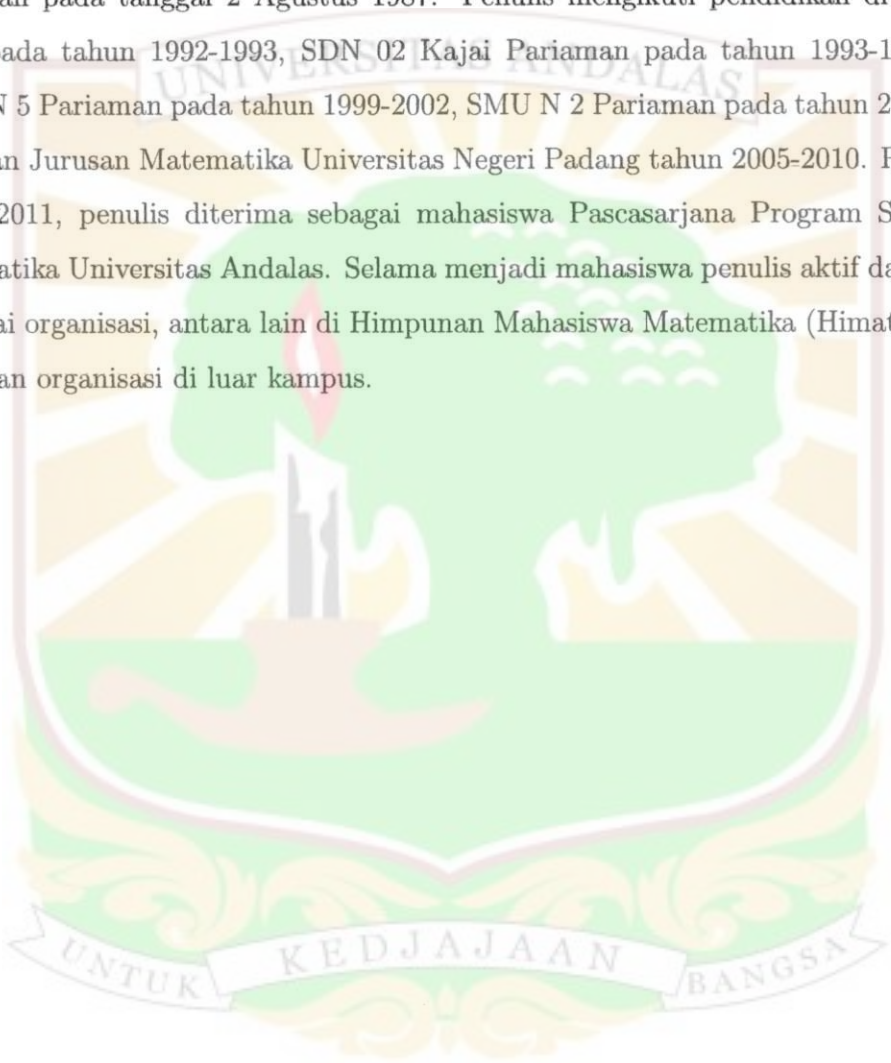 pada tanggal 2 Agustus 1987. Penulis mengikuti pendidikan
pada tahun 1992-1993, SDN 02 Kajai Pariaman pada tahun 1993-1
N 5 Pariaman pada tahun 1999-2002, SMU N 2 Pariaman pada tahun 2
an Jurusan Matematika Universitas Negeri Padang tahun 2005-2010.
2011, penulis diterima sebagai mahasiswa Pascasarjana Program S
atika Universitas Andalas. Selama menjadi mahasiswa penulis aktif da
ai organisasi, antara lain di Himpunan Mahasiswa Matematika (Himat
an organisasi di luar kampus.
UNIVERSITAS ANDALAS
UNTUK KEDJAJAAN BANGSA